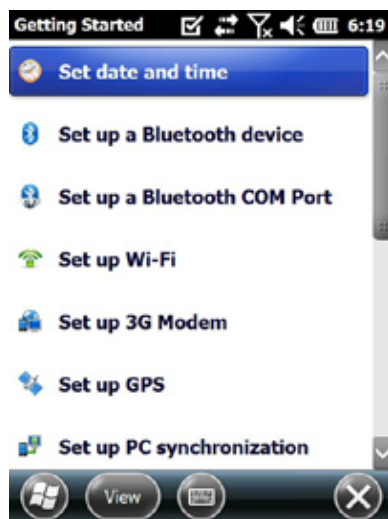 Getting Started 6:19
Set date and time
Set up a Bluetooth device
Set up a Bluetooth COM Port
Set up Wi-Fi
Set up 3G Modem
Set up GPS
Set up PC synchronization
View